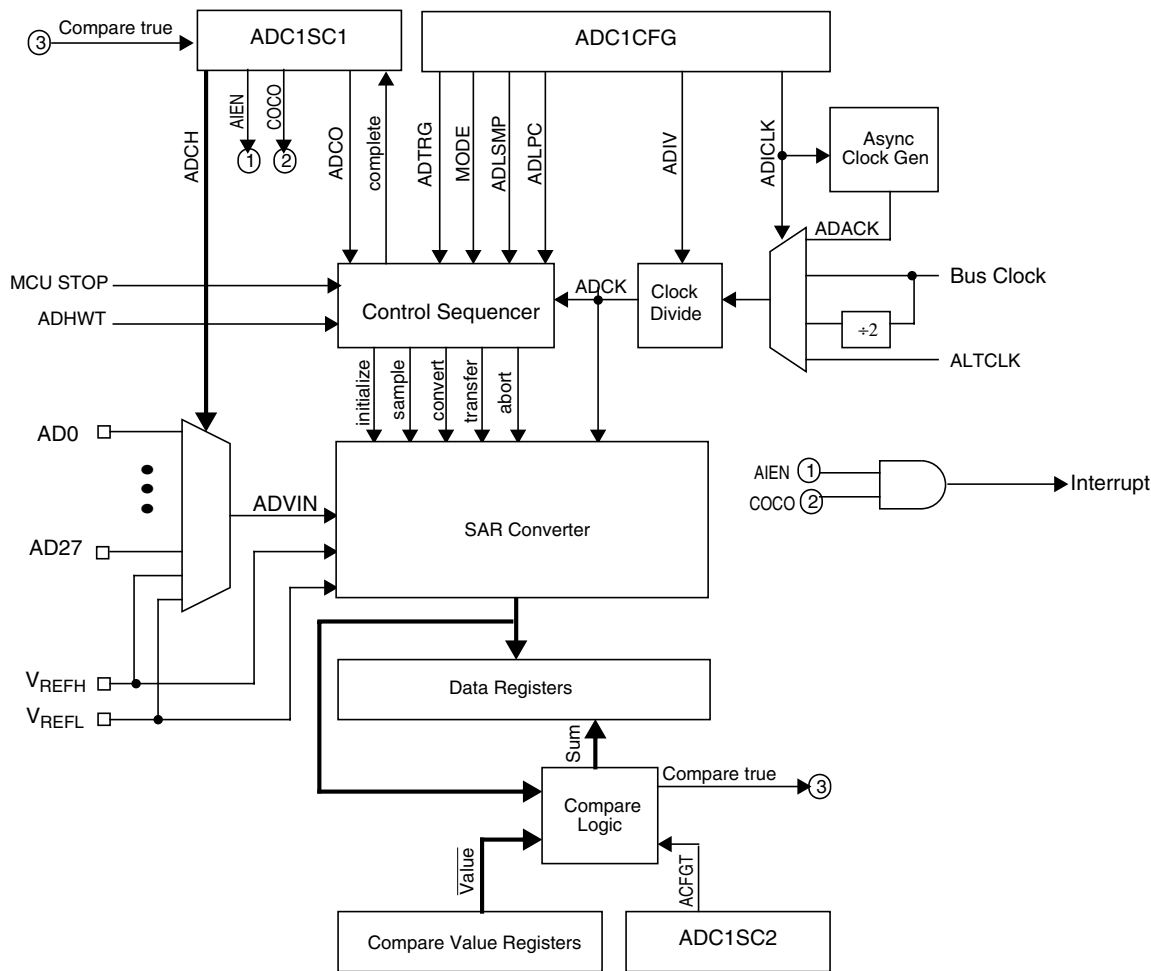 3 Compare true
ADC1SC1
ADC1CFG
ADCH
AIEN
COCO
ADCO
complete
ADTRG
MODE
ADLSMP
ADLPC
ADIV
ADICLK
Async
Clock Gen
1
2
ADACK
MCU STOP
ADHWT
Control Sequencer
ADCK
Clock
Divide
Bus Clock
÷2
ALTCLK
initialize
sample
convert
transfer
abort
AD0
AD27
ADVIN
SAR Converter
AIEN 1
COCO 2
Interrupt
VREFH
VREFL
Data Registers
Sum
Compare
Logic
Compare true 3
Value
ACFGT
Compare Value Registers
ADC1SC2